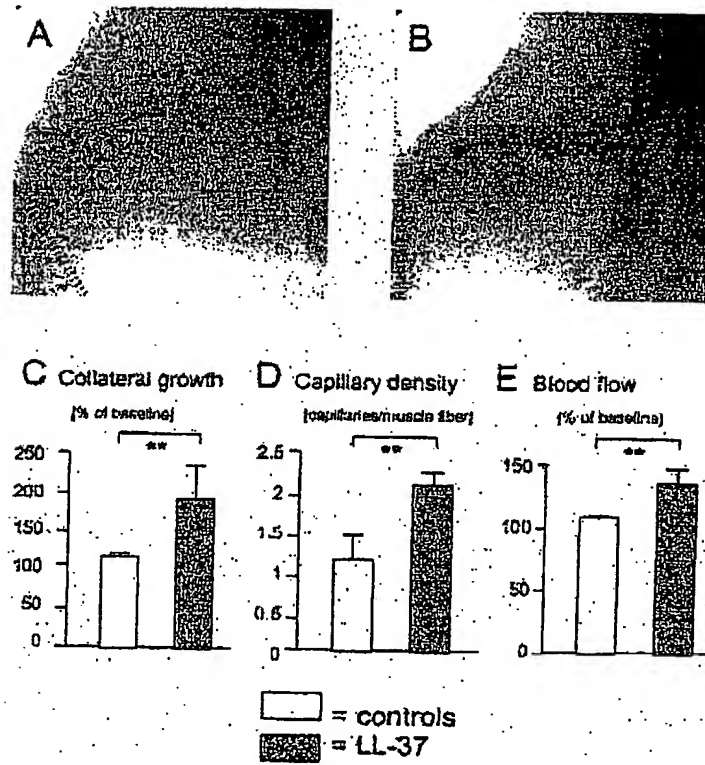 A
B
C Collateral growth
[% of baseline]
**
250
200
150
100
50
0
D Capillary density
[capillaries/muscle fiber]
**
2.5
2
1.5
1
0.5
0
E Blood flow
[% of baseline]
**
150
100
50
0
= controls
= LL-37